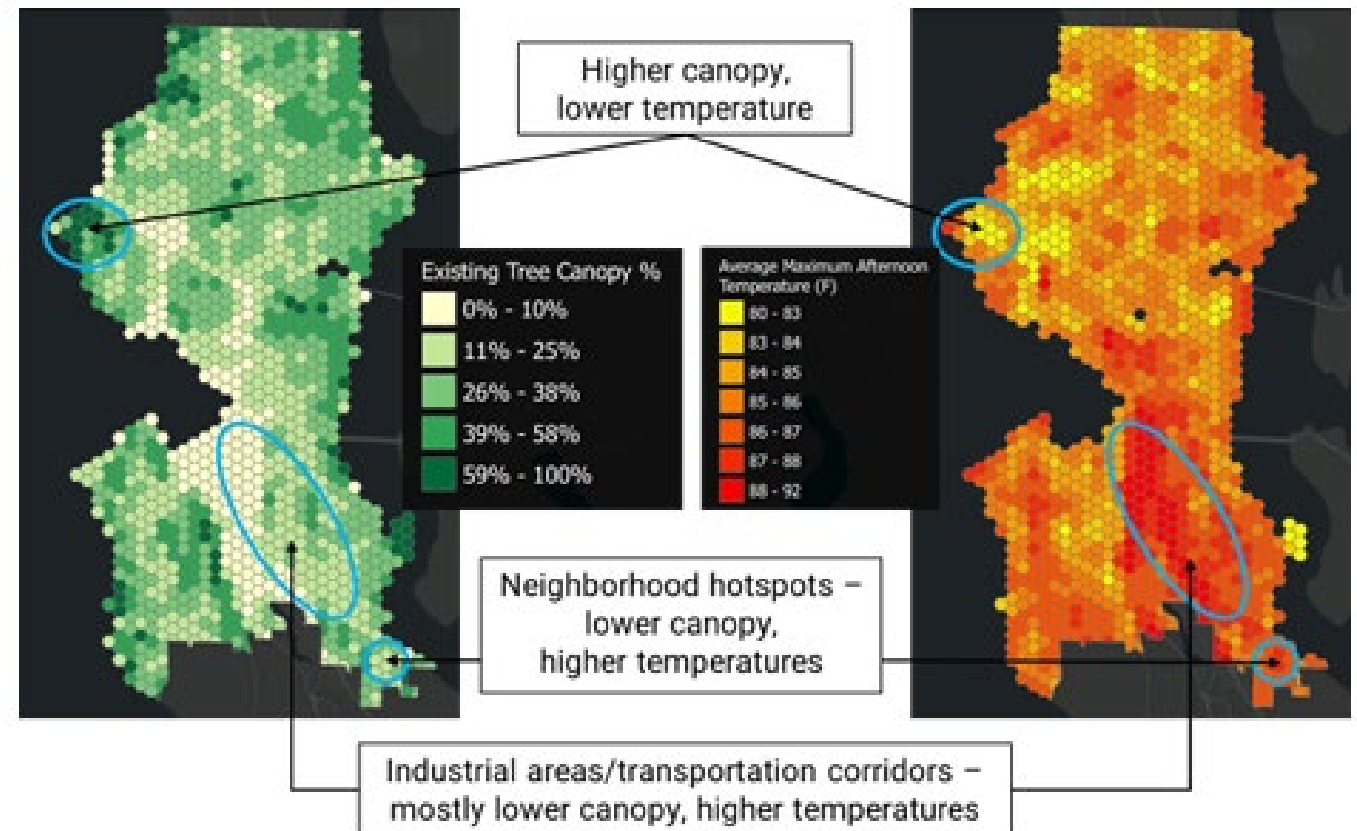 Higher canopy,
lower temperature
Existing Tree Canopy %
0% - 10%
11% - 25%
26% - 38%
39% - 58%
59% - 100%
Average Maximum Afternoon
Temperature (F)
80 - 83
83 - 84
84 - 85
85 - 86
86 - 87
87 - 88
88 - 92
Neighborhood hotspots –
lower canopy,
higher temperatures
Industrial areas/transportation corridors –
mostly lower canopy, higher temperatures